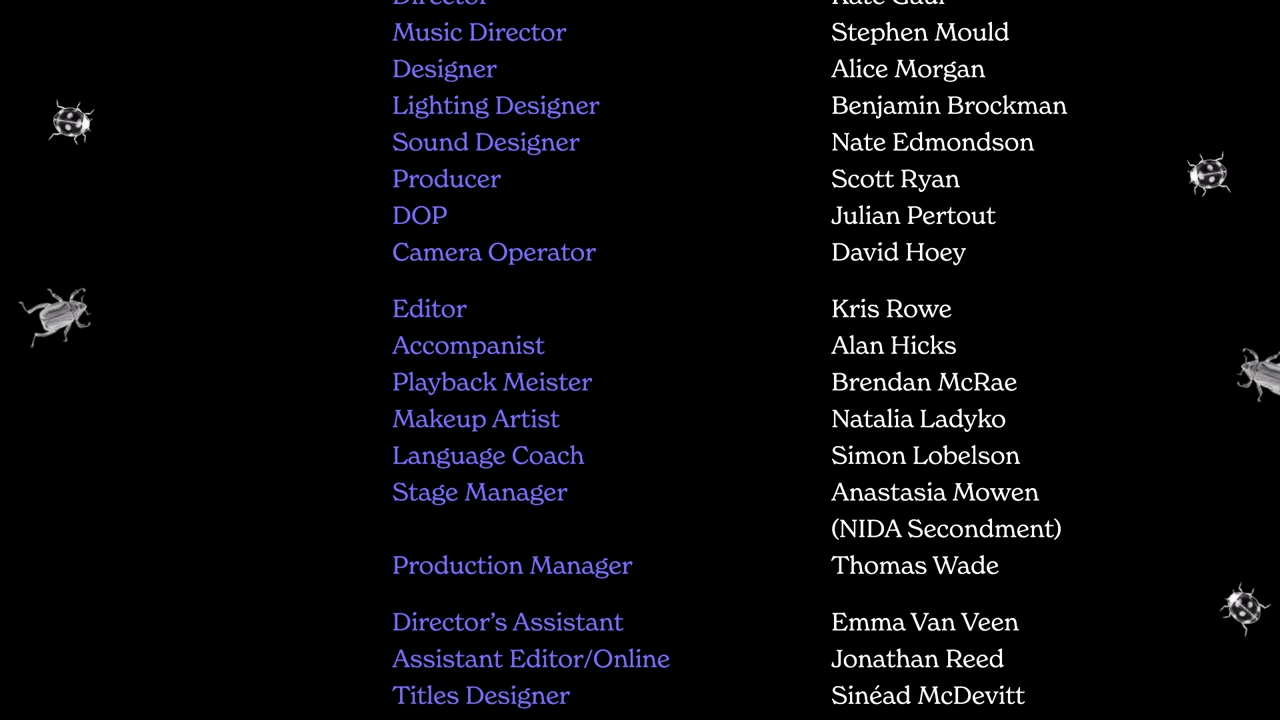 Director Kate Gaul
Music Director Stephen Mould
Designer Alice Morgan
Lighting Designer Benjamin Brockman
Sound Designer Nate Edmondson
Producer Scott Ryan
DOP Julian Pertout
Camera Operator David Hoey
Editor Kris Rowe
Accompanist Alan Hicks
Playback Meister Brendan McRae
Makeup Artist Natalia Ladyko
Language Coach Simon Lobelson
Stage Manager Anastasia Mowen
(NIDA Secondment)
Production Manager Thomas Wade
Director’s Assistant Emma Van Veen
Assistant Editor/Online Jonathan Reed
Titles Designer Sinéad McDevitt